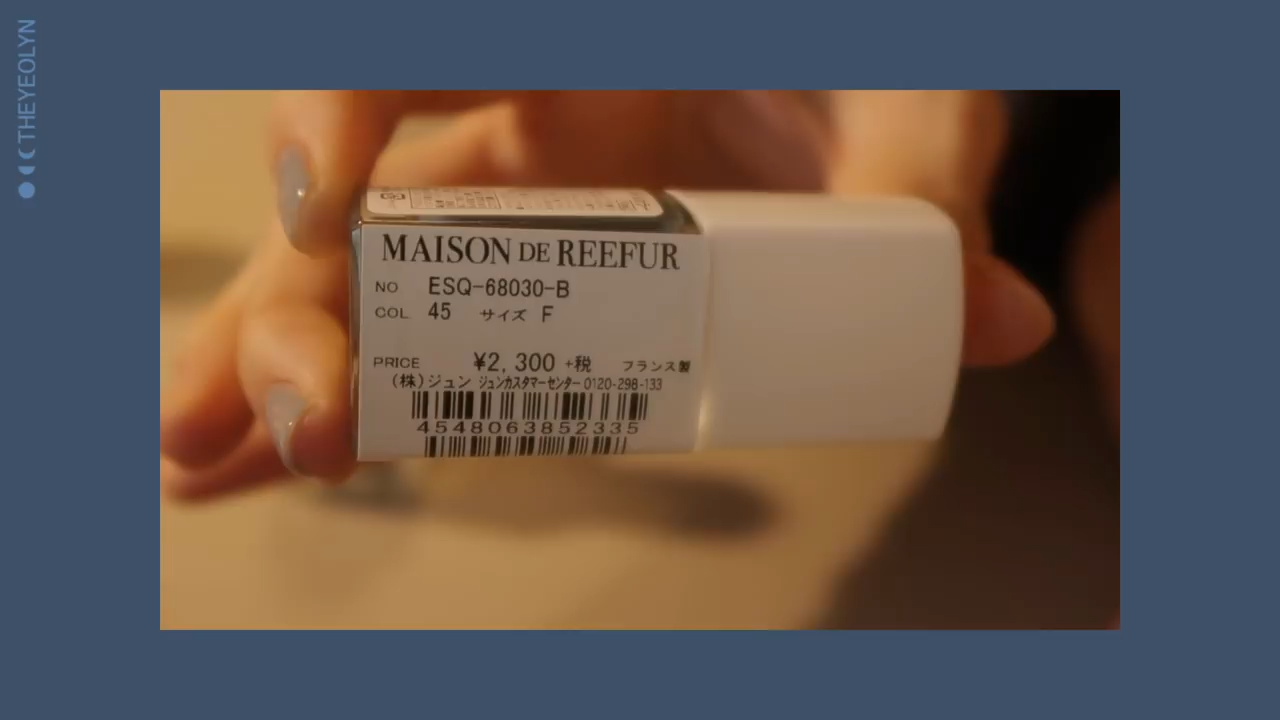 THEYEOLYN
MAISON DE REEFUR
NO ESQ-68030-B
COL 45 サイズ F
PRICE ¥2,300 +税 フランス製
(株)ジュン ジュンカスタマーセンター 0120-298-133
4548063852335